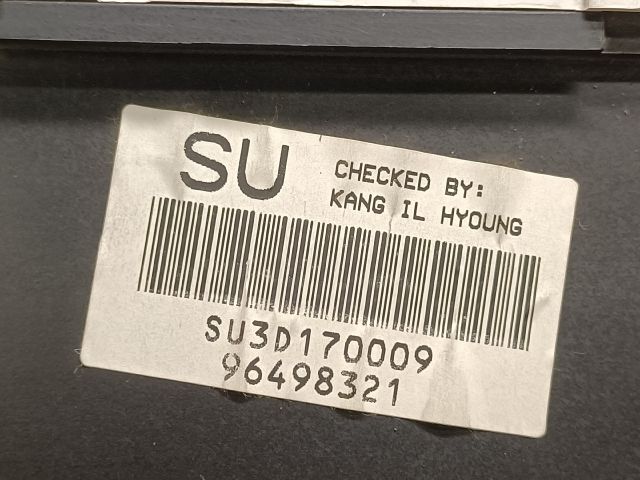 SU
CHECKED BY:
KANG IL HYOUNG
SU3D170009
96498321